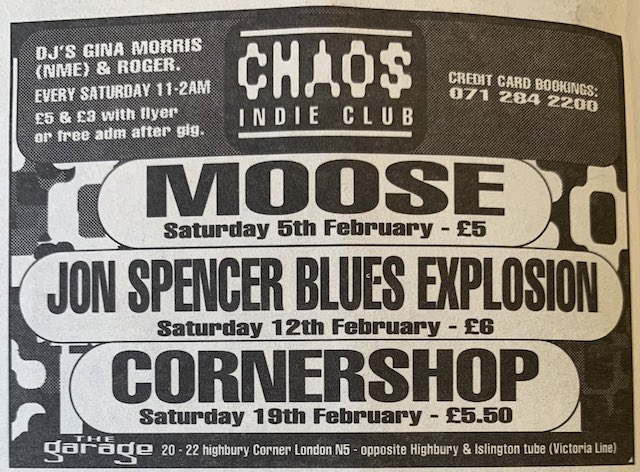 DJ'S GINA MORRIS
(NME) & ROGER.
EVERY SATURDAY 11-2AM
£5 & £3 with flyer
or free adm after gig.
CHAOS
INDIE CLUB
CREDIT CARD BOOKINGS:
071 284 2200
MOOSE
Saturday 5th February - £5
JON SPENCER BLUES EXPLOSION
Saturday 12th February - £6
CORNERSHOP
Saturday 19th February - £5.50
THE
garage 20 - 22 highbury Corner London N5 - opposite Highbury & Islington tube (Victoria Line)